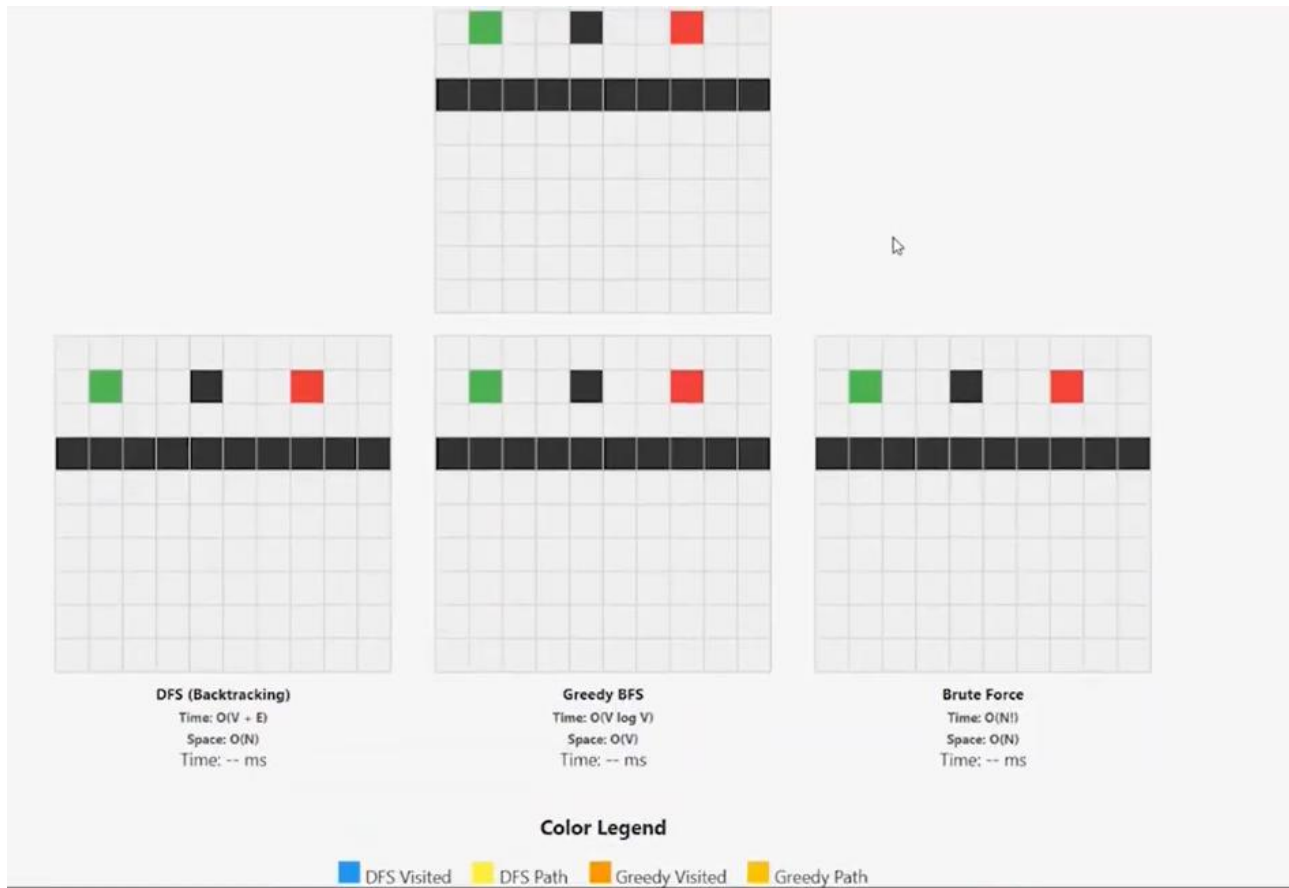 DFS (Backtracking)
Time: O(V + E)
Space: O(N)
Time: -- ms
Greedy BFS
Time: O(V log V)
Space: O(V)
Time: -- ms
Brute Force
Time: O(N!)
Space: O(N)
Time: -- ms
Color Legend
DFS Visited DFS Path Greedy Visited Greedy Path